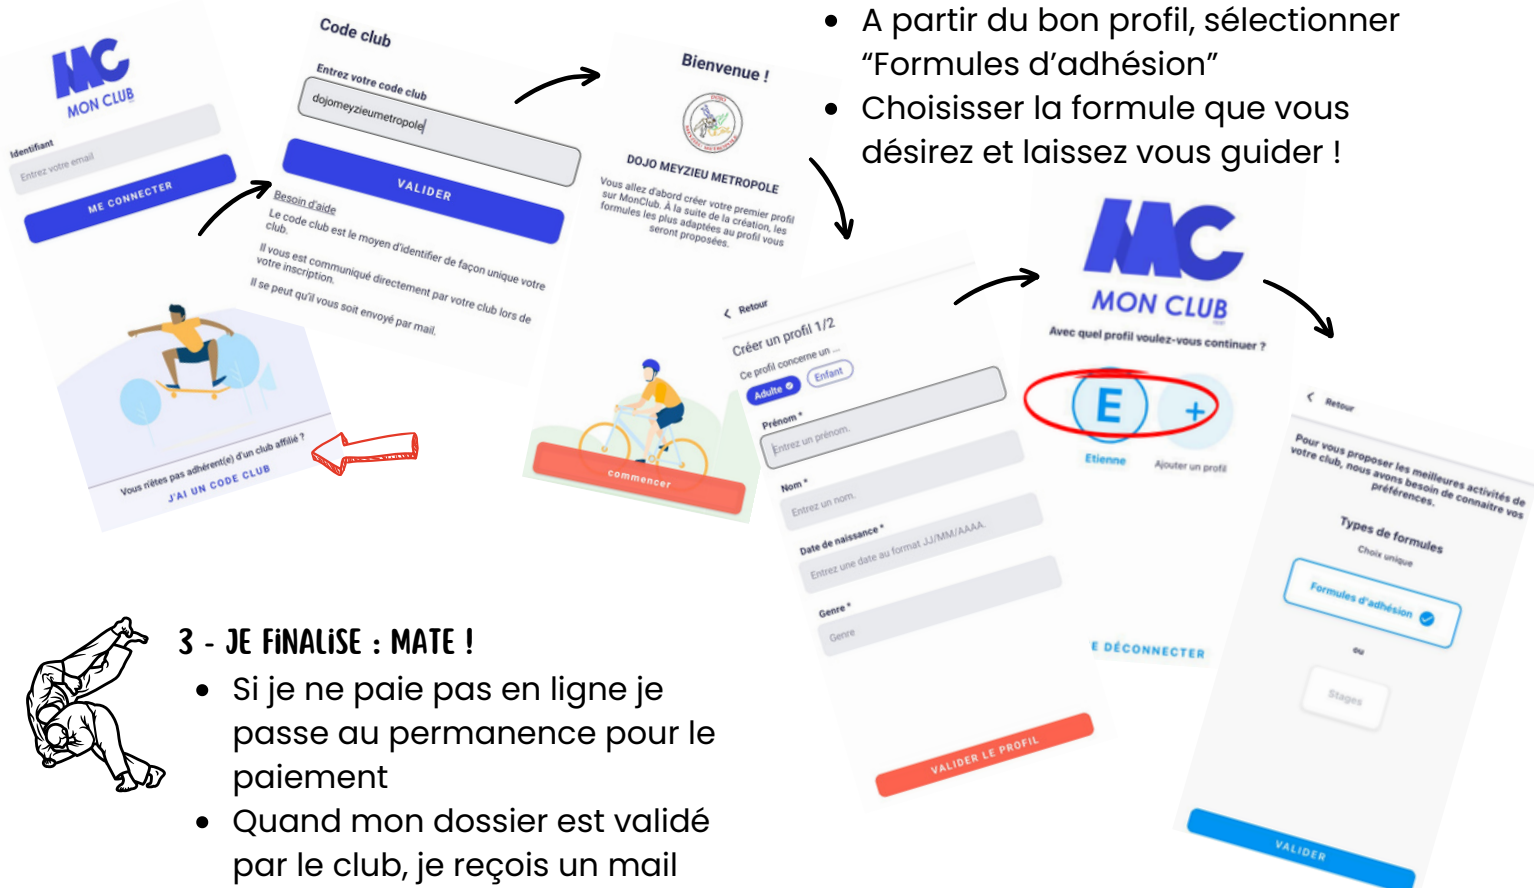 MC
MON CLUB
Identifiant
Entrez votre email
ME CONNECTER
Vous n'êtes pas adhérent(e) d'un club affilié ?
J'AI UN CODE CLUB
Code club
Entrez votre code club
dojomeyzieumetropole
VALIDER
Besoin d'aide
Le code club est le moyen d'identifier de façon unique votre
club.
Il vous est communiqué directement par votre club lors de
votre inscription.
Il se peut qu'il vous soit envoyé par mail.
Bienvenue !
DOJO
MEYZIEU METROPOLE
DOJO MEYZIEU METROPOLE
Vous allez d'abord créer votre premier profil
sur MonClub. À la suite de la création, les
formules les plus adaptées au profil vous
seront proposées.
commencer
• A partir du bon profil, sélectionner
“Formules d’adhésion”
• Choisisser la formule que vous
désirez et laissez vous guider !
< Retour
Créer un profil 1/2
Ce profil concerne un ...
Adulte
Enfant
Prénom *
Entrez un prénom.
Nom *
Entrez un nom.
Date de naissance *
Entrez une date au format JJ/MM/AAAA.
Genre *
Genre
VALIDER LE PROFIL
MC
MON CLUB
Avec quel profil voulez-vous continuer ?
E
+
Etienne
Ajouter un profil
E DÉCONNECTER
< Retour
Pour vous proposer les meilleures activités de
votre club, nous avons besoin de connaitre vos
préférences.
Types de formules
Choix unique
Formules d'adhésion
ou
Stages
VALIDER
3 - JE FINALISE : MATE !
• Si je ne paie pas en ligne je
passe au permanence pour le
paiement
• Quand mon dossier est validé
par le club, je reçois un mail